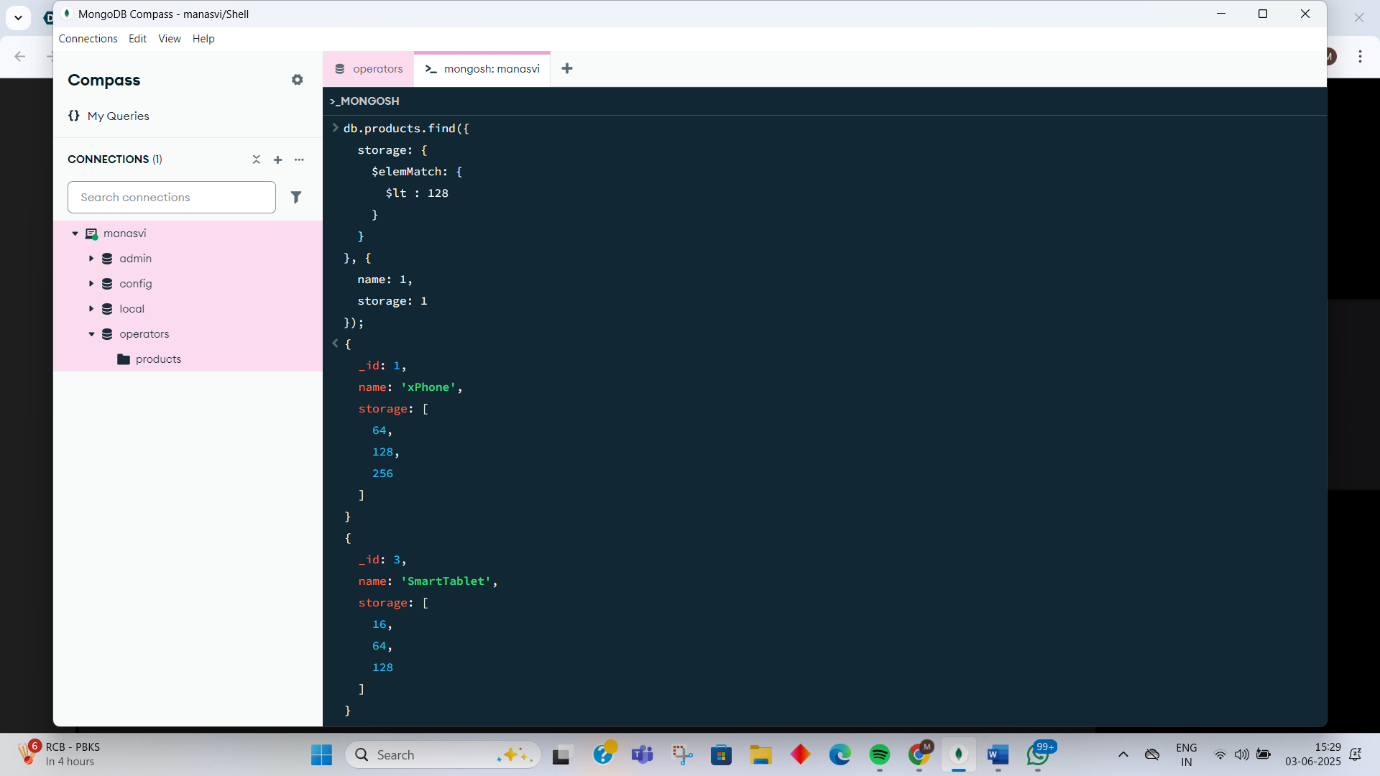 MongoDB Compass - manasvi/Shell
Connections Edit View Help
Compass
{} My Queries
CONNECTIONS (1)
Search connections
manasvi
admin
config
local
operators
products
operators
>_ mongosh: manasvi
>_MONGOSH
> db.products.find({
storage: {
$elemMatch: {
$lt : 128
}
}
}, {
name: 1,
storage: 1
});
< {
_id: 1,
name: 'xPhone',
storage: [
64,
128,
256
]
}
{
_id: 3,
name: 'SmartTablet',
storage: [
16,
64,
128
]
}
6
RCB - PBKS
In 4 hours
Search
M
99+
ENG
IN
15:29
03-06-2025